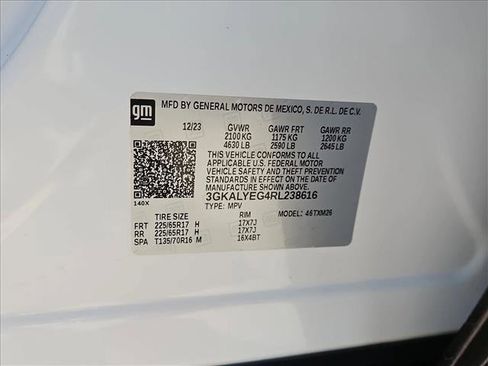 gm
MFD BY GENERAL MOTORS DE MEXICO, S. DE R.L. DE C.V.
12/23 GVWR GAWR FRT GAWR RR
2100 KG 1175 KG 1200 KG
4630 LB 2590 LB 2645 LB
THIS VEHICLE CONFORMS TO ALL
APPLICABLE U.S. FEDERAL MOTOR
VEHICLE SAFETY AND THEFT
PREVENTION STANDARDS IN EFFECT ON
THE DATE OF MANUFACTURE SHOWN ABOVE.
3GKALYEG4RL238616
140X TYPE: MPV MODEL: 46TXM26
TIRE SIZE RIM
FRT 225/65R17 H 17X7J
RR 225/65R17 H 17X7J
SPA T135/70R16 M 16X4BT